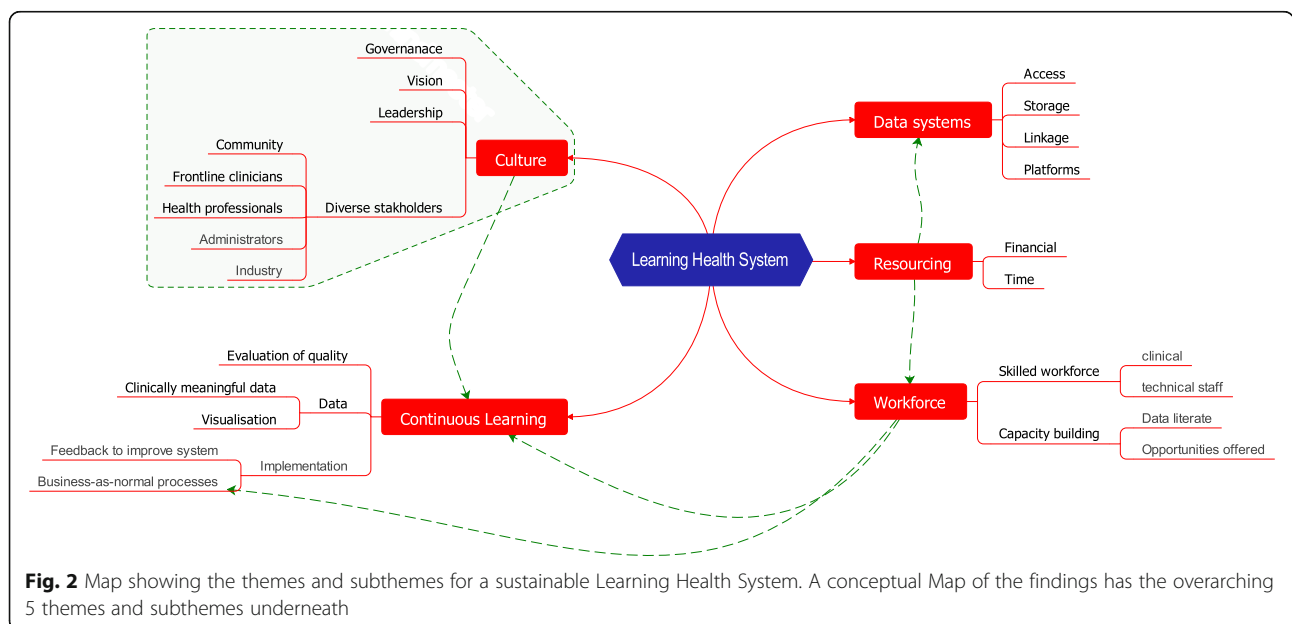 Governanace
Vision
Leadership
Culture
Community
Frontline clinicians
Health professionals
Administrators
Industry
Diverse stakholders
Data systems
Access
Storage
Linkage
Platforms
Learning Health System
Resourcing
Financial
Time
Evaluation of quality
Clinically meaningful data
Visualisation
Data
Continuous Learning
Feedback to improve system
Business-as-normal processes
Implementation
Workforce
Skilled workforce
clinical
technical staff
Capacity building
Data literate
Opportunities offered
Fig. 2 Map showing the themes and subthemes for a sustainable Learning Health System. A conceptual Map of the findings has the overarching
5 themes and subthemes underneath